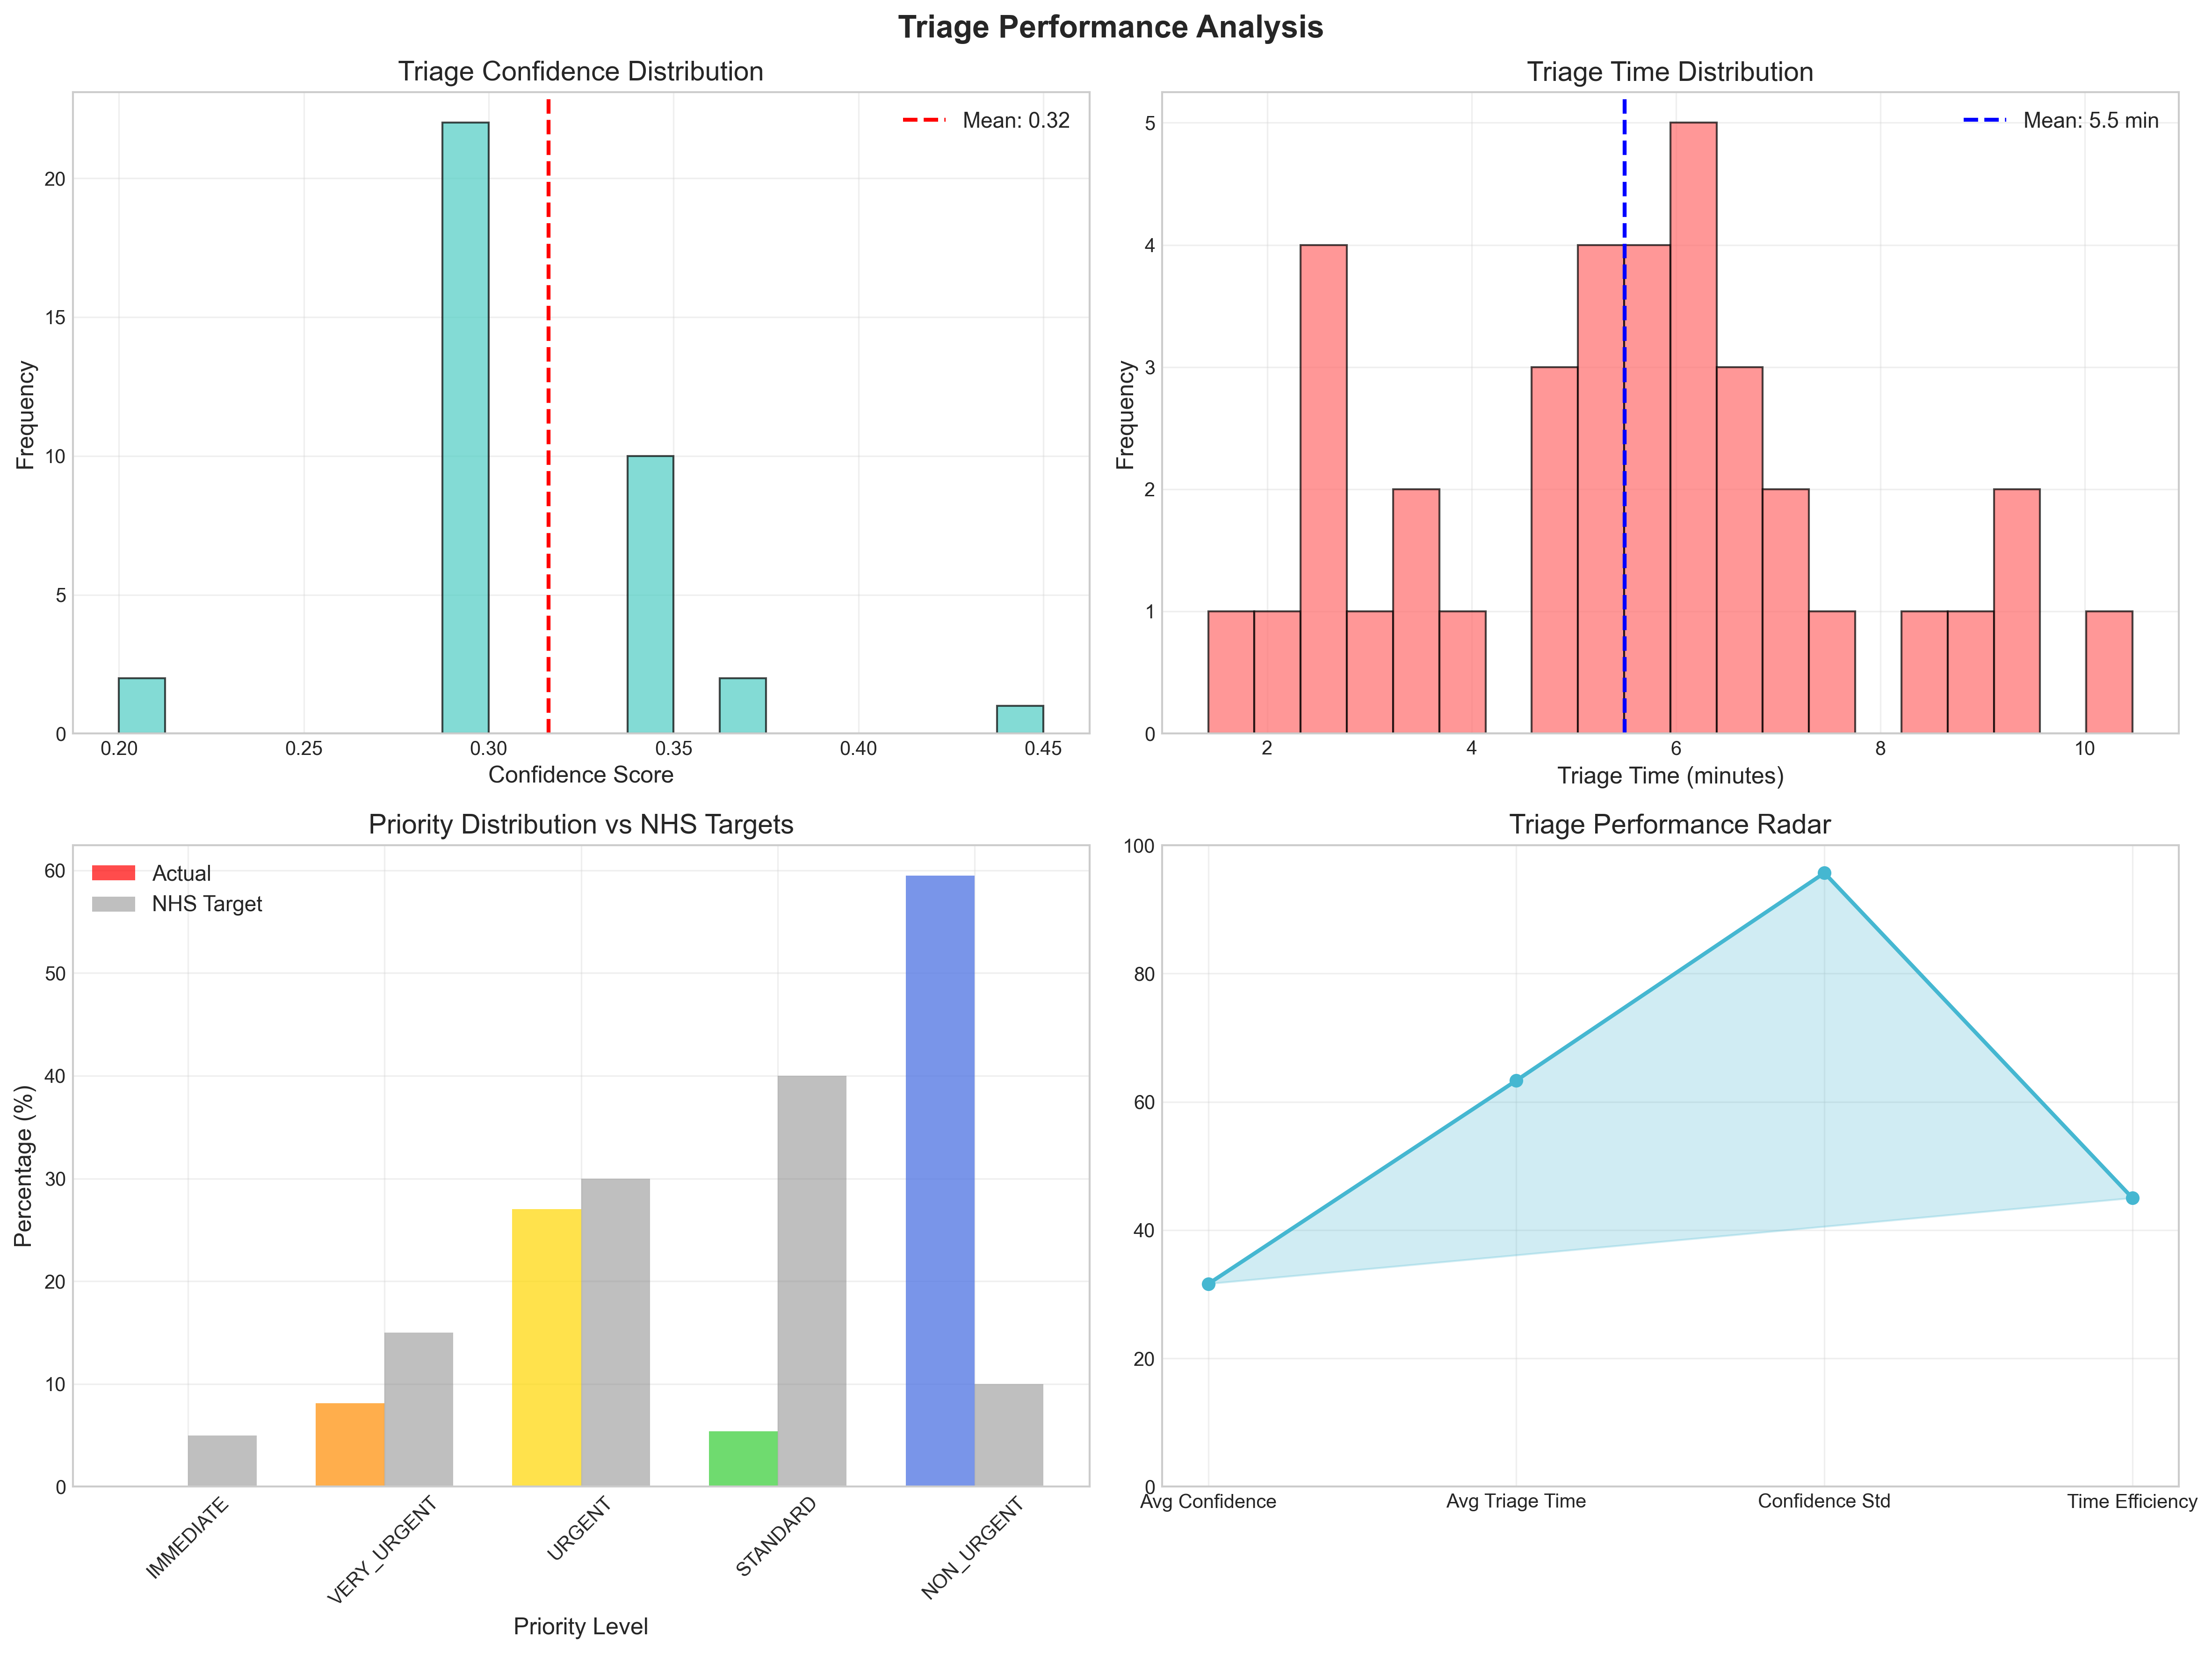 Triage Performance Analysis
Triage Confidence Distribution
Mean: 0.32
Frequency
20
15
10
5
0
0.20 0.25 0.30 0.35 0.40 0.45
Confidence Score
Triage Time Distribution
Mean: 5.5 min
Frequency
5
4
3
2
1
0
2 4 6 8 10
Triage Time (minutes)
Priority Distribution vs NHS Targets
Actual
NHS Target
Percentage (%)
60
50
40
30
20
10
0
IMMEDIATE VERY_URGENT URGENT STANDARD NON_URGENT
Priority Level
Triage Performance Radar
100
80
60
40
20
0
Avg Confidence Avg Triage Time Confidence Std Time Efficiency